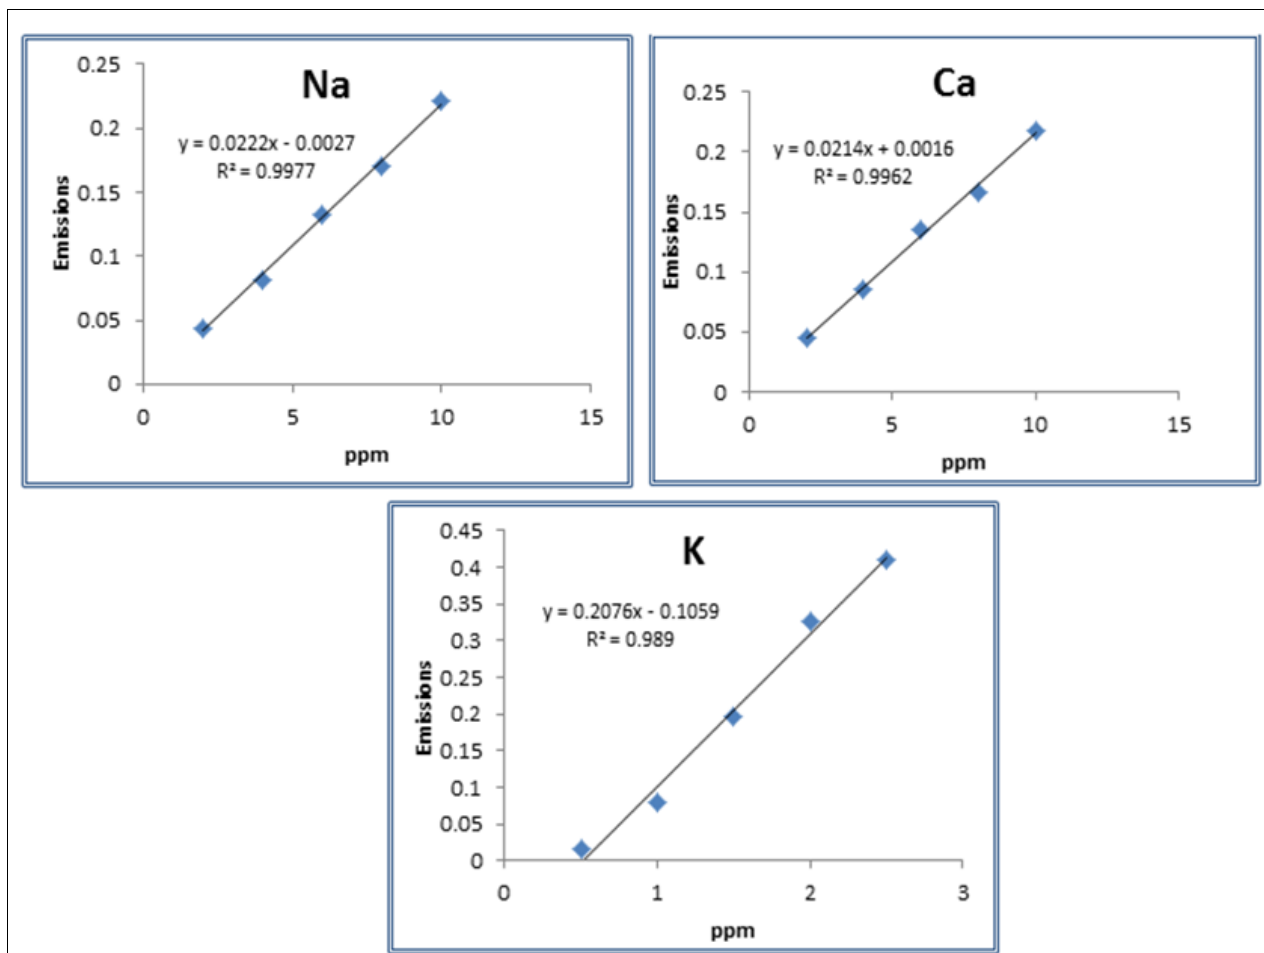 Na
y = 0.0222x - 0.0027
R² = 0.9977
Emissions
0.25
0.2
0.15
0.1
0.05
0
0
5
10
15
ppm
Ca
y = 0.0214x + 0.0016
R² = 0.9962
Emissions
0.25
0.2
0.15
0.1
0.05
0
0
5
10
15
ppm
K
y = 0.2076x - 0.1059
R² = 0.989
Emissions
0.45
0.4
0.35
0.3
0.25
0.2
0.15
0.1
0.05
0
0
1
2
3
ppm